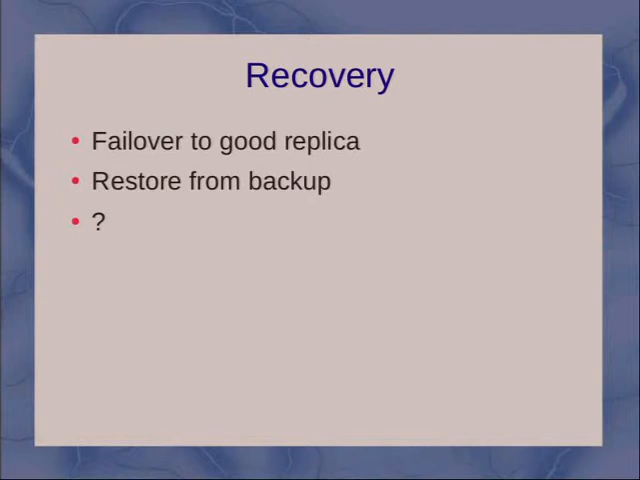 Recovery
• Failover to good replica
• Restore from backup
• ?